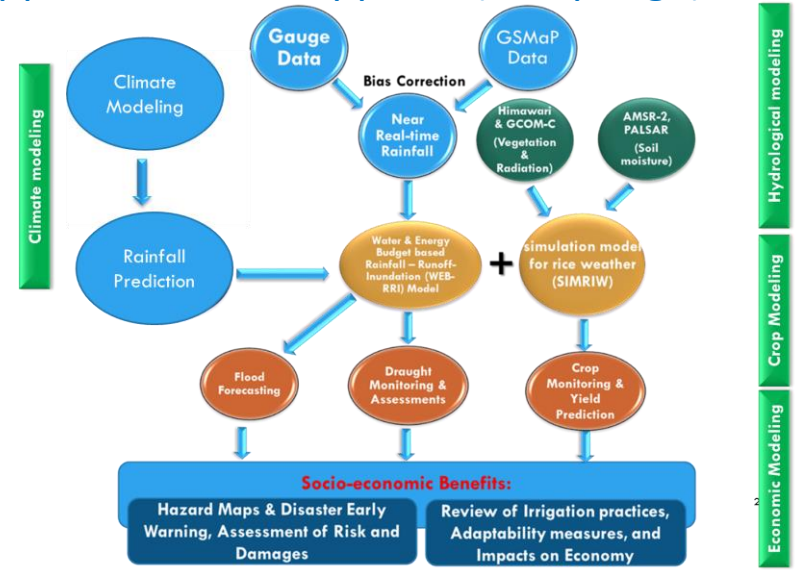 Gauge
Data
GSMaP
Data
Climate
Modeling
Bias Correction
Near
Real-time
Rainfall
Himawari
& GCOM-C
(Vegetation
&
Radiation)
AMSR-2,
PALSAR
(Soil
moisture)
Climate modeling
Hydrological modeling
Rainfall
Prediction
Water & Energy
Budget based
Rainfall – Runoff-
Inundation (WEB-
RRI) Model
+
simulation model
for rice weather
(SIMRIW)
Crop Modeling
Flood
Forecasting
Draught
Monitoring &
Assessments
Crop
Monitoring &
Yield
Prediction
Economic Modeling
Socio-economic Benefits:
Hazard Maps & Disaster Early
Warning, Assessment of Risk and
Damages
Review of Irrigation practices,
Adaptability measures, and
Impacts on Economy
2